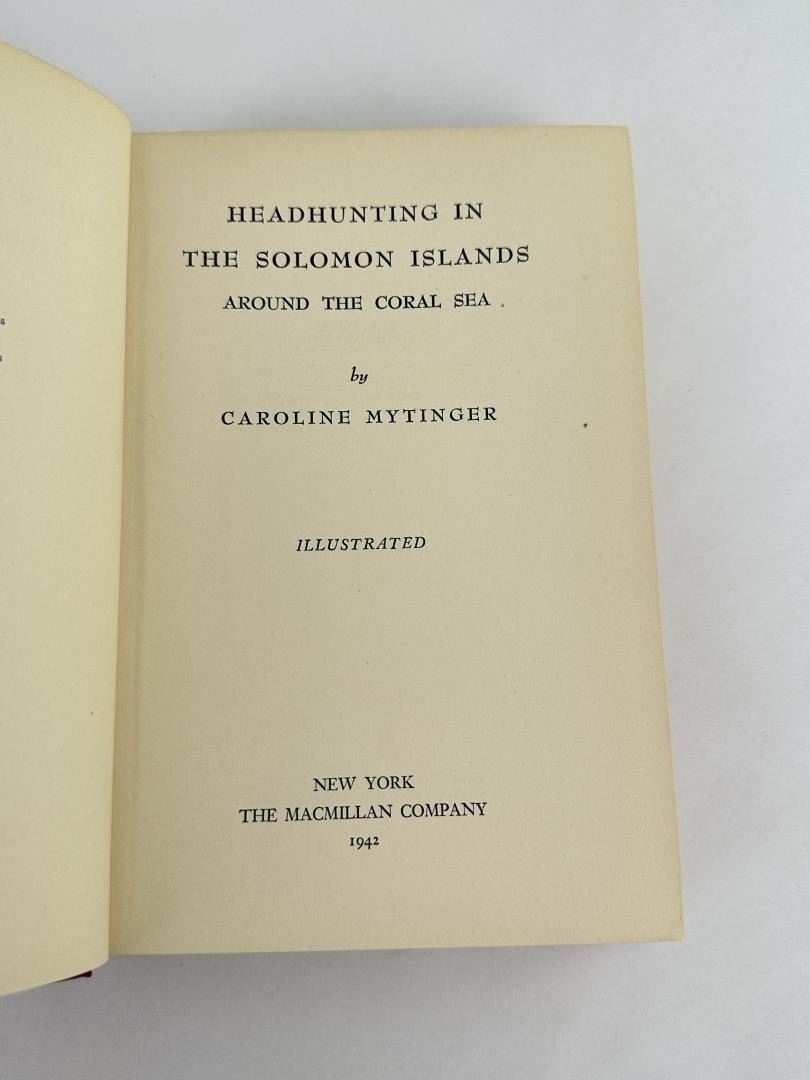 HEADHUNTING IN
THE SOLOMON ISLANDS
AROUND THE CORAL SEA
by
CAROLINE MYTINGER
ILLUSTRATED
NEW YORK
THE MACMILLAN COMPANY
1942